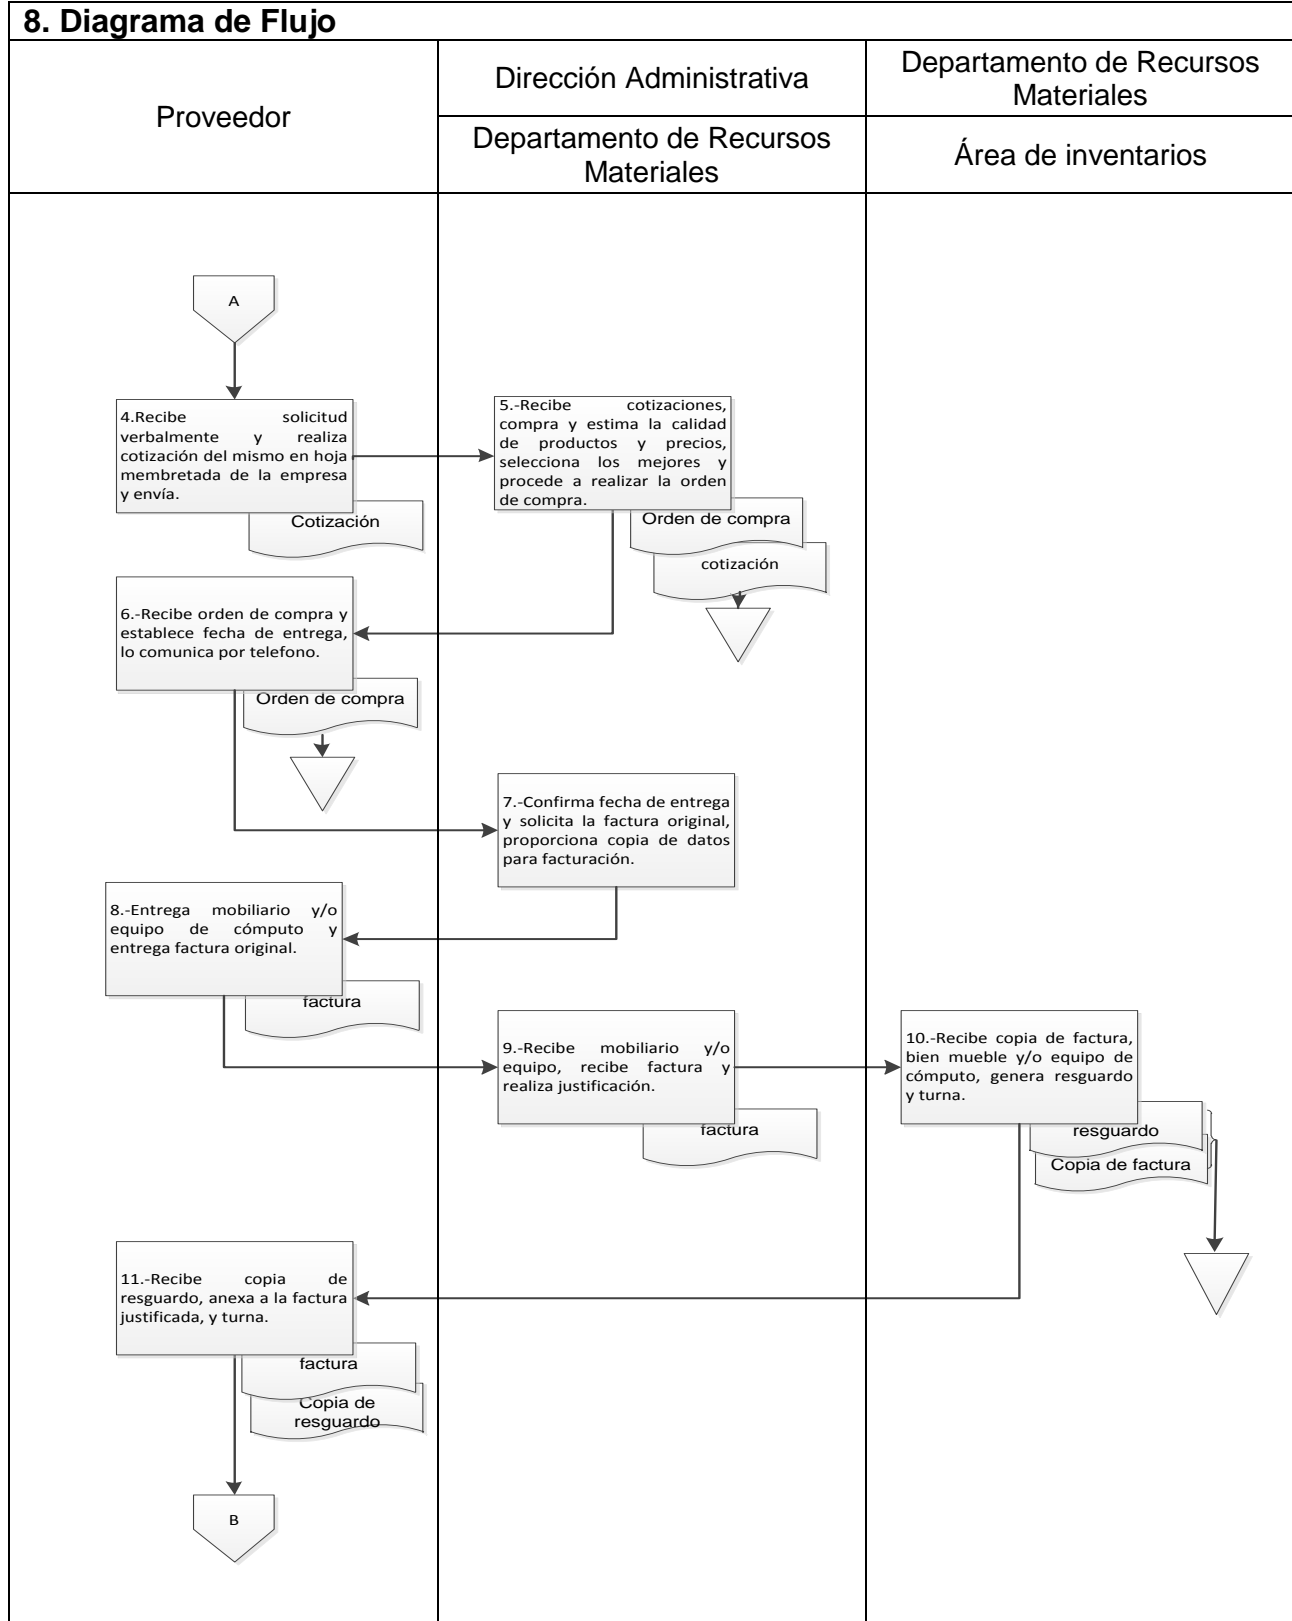 8. Diagrama de Flujo
Proveedor
Dirección Administrativa
Departamento de Recursos
Materiales
Departamento de Recursos
Materiales
Área de inventarios
A
4.Recibe solicitud
verbalmente y realiza
cotización del mismo en hoja
membretada de la empresa
y envía.
Cotización
5.-Recibe cotizaciones,
compra y estima la calidad
de productos y precios,
selecciona los mejores y
procede a realizar la orden
de compra.
Orden de compra
cotización
6.-Recibe orden de compra y
establece fecha de entrega,
lo comunica por telefono.
Orden de compra
7.-Confirma fecha de entrega
y solicita la factura original,
proporciona copia de datos
para facturación.
8.-Entrega mobiliario y/o
equipo de cómputo y
entrega factura original.
factura
9.-Recibe mobiliario y/o
equipo, recibe factura y
realiza justificación.
factura
10.-Recibe copia de factura,
bien mueble y/o equipo de
cómputo, genera resguardo
y turna.
resguardo
Copia de factura
11.-Recibe copia de
resguardo, anexa a la factura
justificada, y turna.
factura
Copia de
resguardo
B